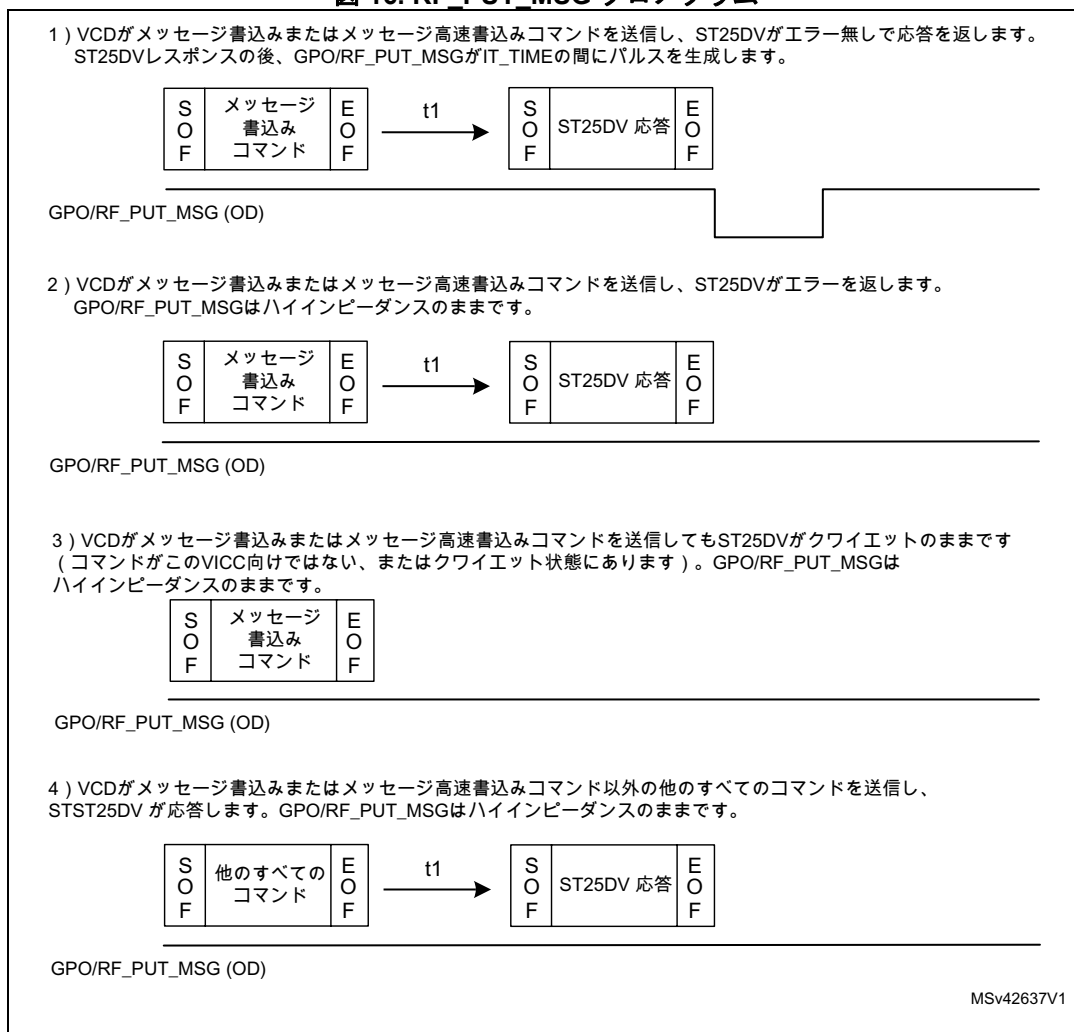 1）VCDがメッセージ書込みまたはメッセージ高速書込みコマンドを送信し、ST25DVがエラー無しで応答を返します。
ST25DVレスポンスの後、GPO/RF_PUT_MSGがIT_TIMEの間にパルスを生成します。
SOF
メッセージ
書込み
コマンド
EOF
t1
SOF
ST25DV 応答
EOF
GPO/RF_PUT_MSG (OD)
2）VCDがメッセージ書込みまたはメッセージ高速書込みコマンドを送信し、ST25DVがエラーを返します。
GPO/RF_PUT_MSGはハイインピーダンスのままです。
SOF
メッセージ
書込み
コマンド
EOF
t1
SOF
ST25DV 応答
EOF
GPO/RF_PUT_MSG (OD)
3）VCDがメッセージ書込みまたはメッセージ高速書込みコマンドを送信してもST25DVがクワイエットのままです
（コマンドがこのVICC向けではない、またはクワイエット状態にあります）。GPO/RF_PUT_MSGは
ハイインピーダンスのままです。
SOF
メッセージ
書込み
コマンド
EOF
GPO/RF_PUT_MSG (OD)
4）VCDがメッセージ書込みまたはメッセージ高速書込みコマンド以外の他のすべてのコマンドを送信し、
STST25DV が応答します。GPO/RF_PUT_MSGはハイインピーダンスのままです。
SOF
他のすべての
コマンド
EOF
t1
SOF
ST25DV 応答
EOF
GPO/RF_PUT_MSG (OD)
MSv42637V1